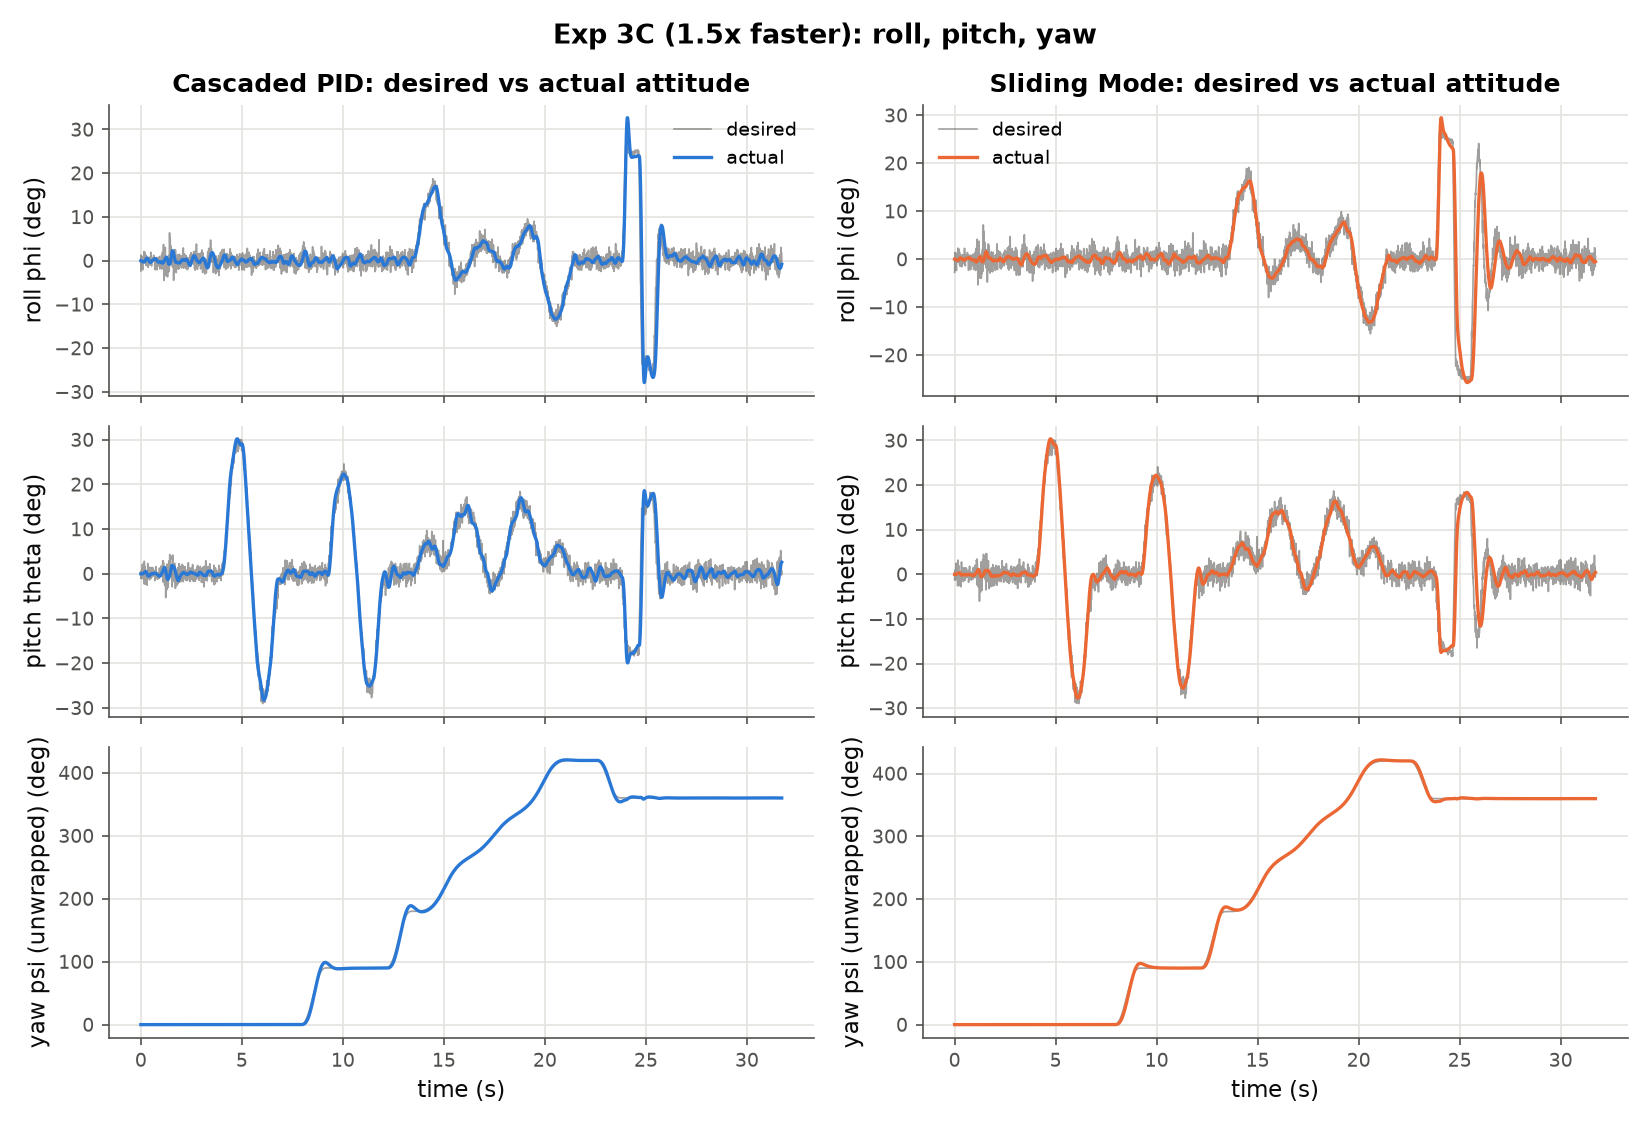 Exp 3C (1.5x faster): roll, pitch, yaw
Cascaded PID: desired vs actual attitude
30
20
10
0
−10
−20
−30
roll phi (deg)
desired
actual
Sliding Mode: desired vs actual attitude
30
20
10
0
−10
−20
roll phi (deg)
desired
actual
30
20
10
0
−10
−20
−30
pitch theta (deg)
30
20
10
0
−10
−20
−30
pitch theta (deg)
400
300
200
100
0
yaw psi (unwrapped) (deg)
0 5 10 15 20 25 30
time (s)
400
300
200
100
0
yaw psi (unwrapped) (deg)
0 5 10 15 20 25 30
time (s)